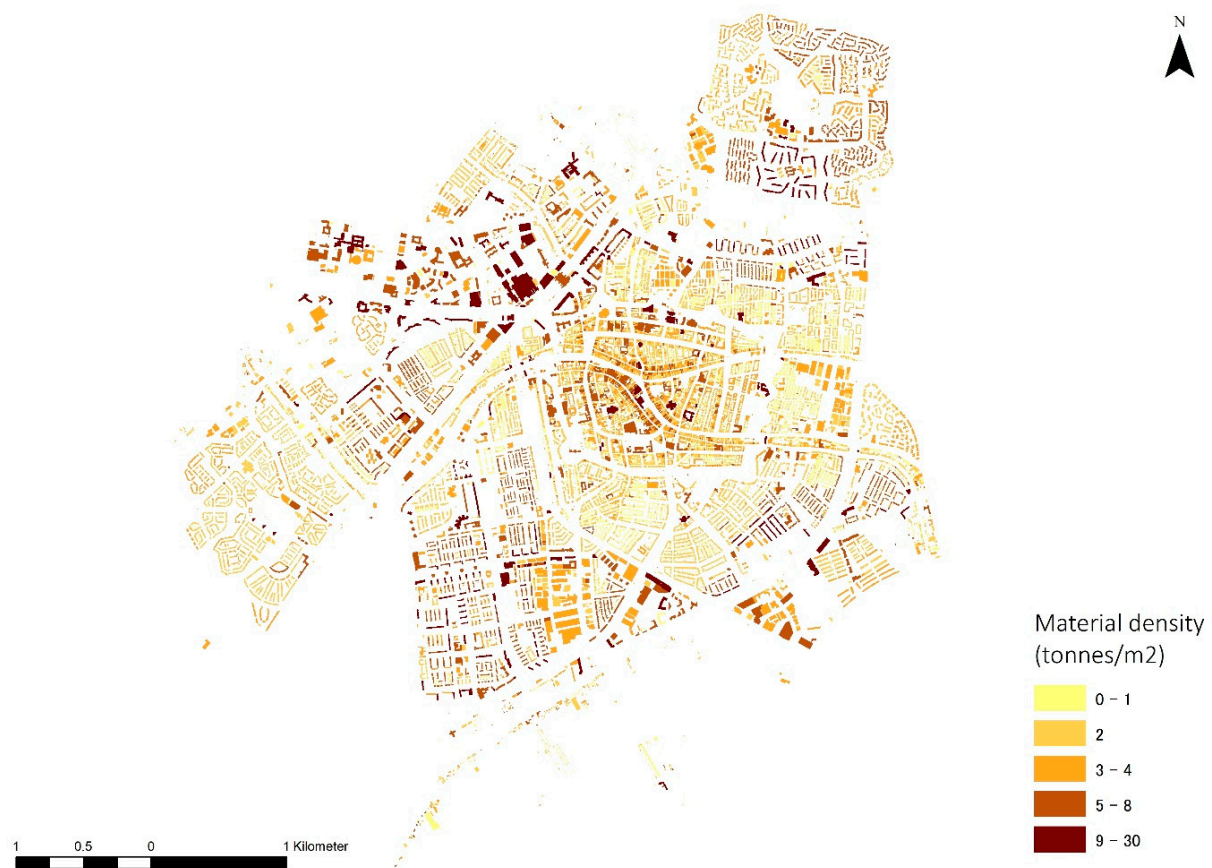 N
Material density
(tonnes/m2)
0 - 1
2
3 - 4
5 - 8
9 - 30
1 0.5 0 1 Kilometer